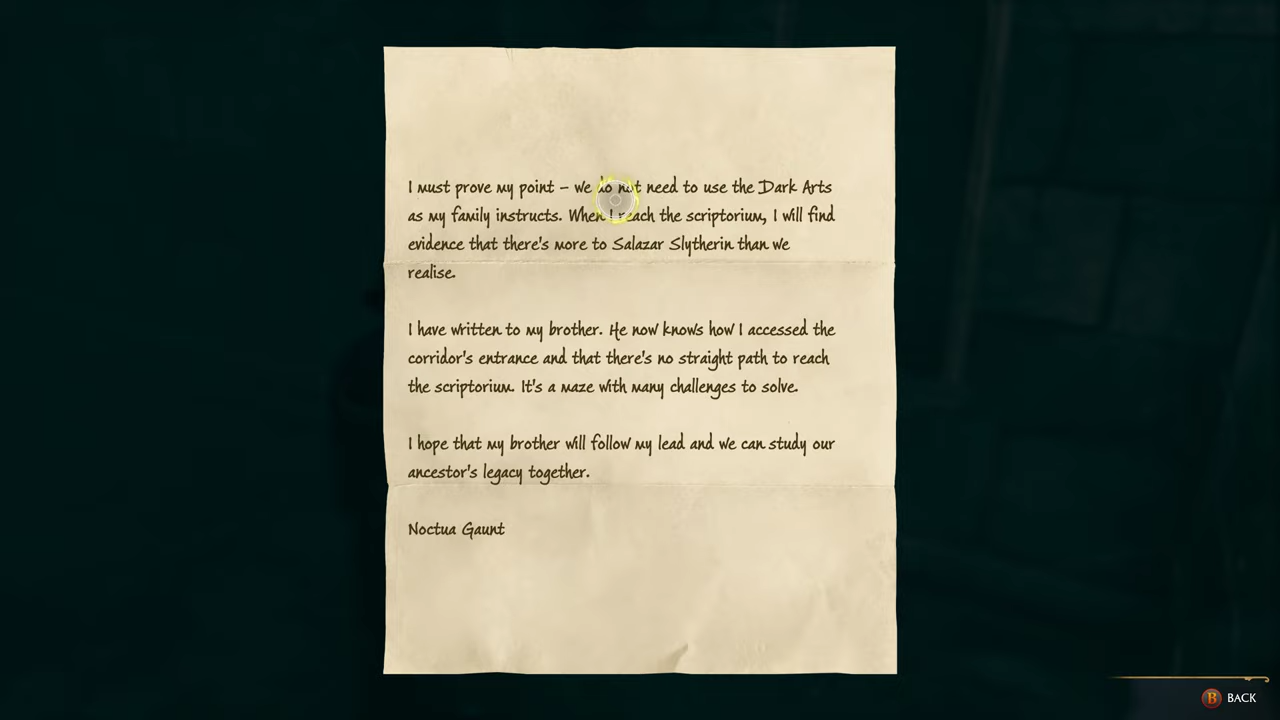 I must prove my point – we do not need to use the Dark Arts
as my family instructs. When I reach the scriptorium, I will find
evidence that there's more to Salazar Slytherin than we
realise.
I have written to my brother. He now knows how I accessed the
corridor's entrance and that there's no straight path to reach
the scriptorium. It's a maze with many challenges to solve.
I hope that my brother will follow my lead and we can study our
ancestor's legacy together.
Noctua Gaunt
B BACK